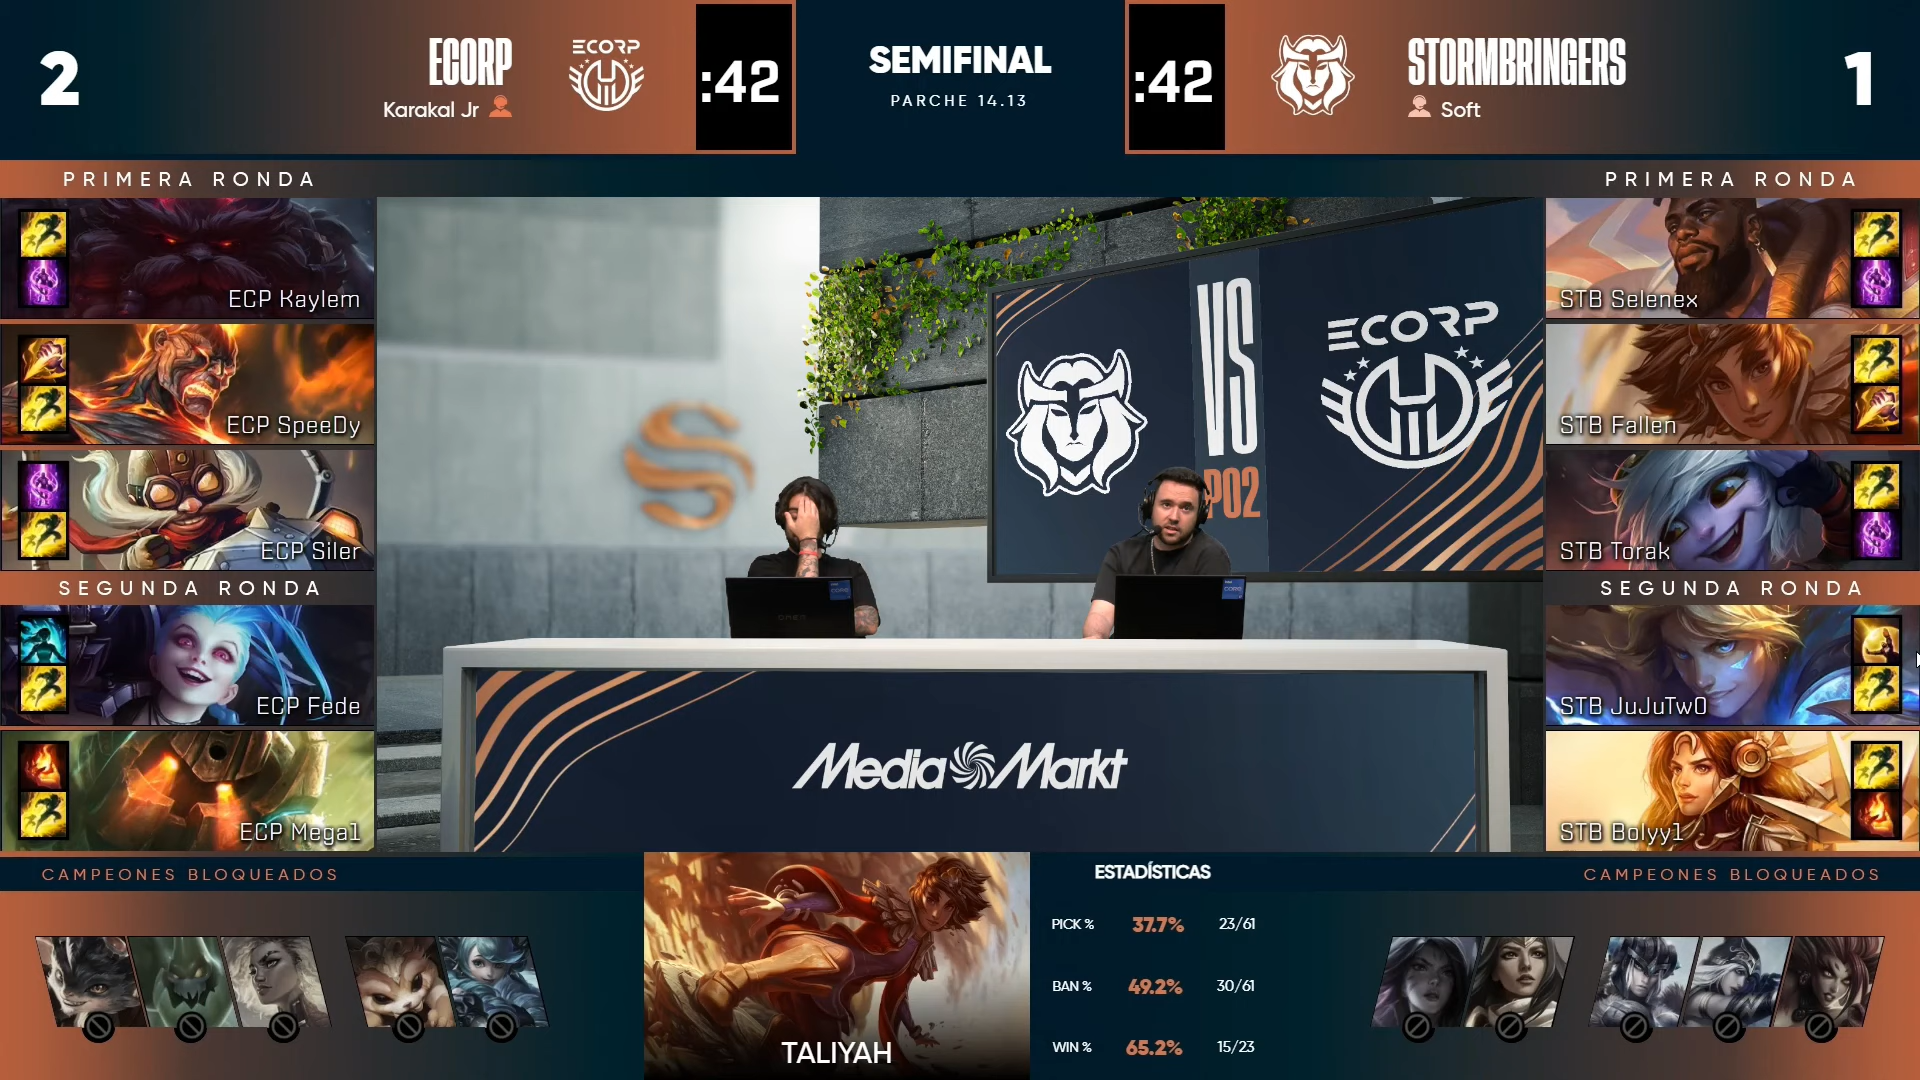 2
ECORP
Karakal Jr
ECORP
:42
SEMIFINAL
PARCHE 14.13
:42
STORMBRINGERS
Soft
1
PRIMERA RONDA
PRIMERA RONDA
ECP Kaylem
ECP SpeeDy
ECP Siler
SEGUNDA RONDA
ECP Fede
ECP Mega1
VS
PO2
ECORP
MediaMarkt
STB Selenex
STB Fallen
STB Torak
SEGUNDA RONDA
STB JuJuTw0
STB Bolyy1
CAMPEONES BLOQUEADOS
TALIYAH
ESTADÍSTICAS
PICK % 37.7% 23/61
BAN % 49.2% 30/61
WIN % 65.2% 15/23
CAMPEONES BLOQUEADOS